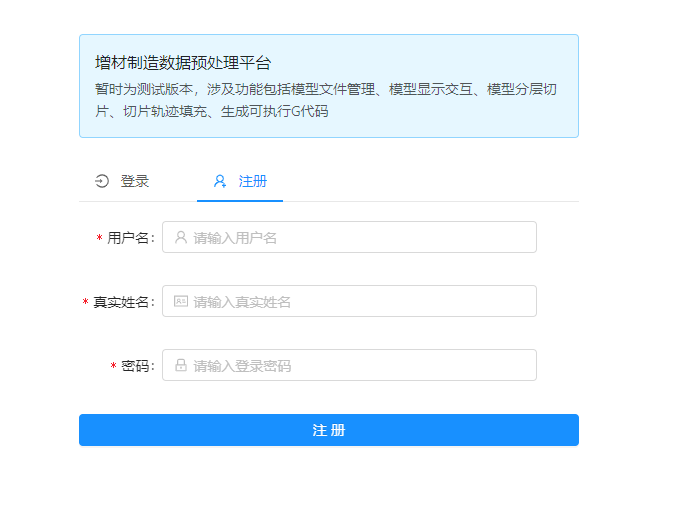 增材制造数据预处理平台
暂时为测试版本，涉及功能包括模型文件管理、模型显示交互、模型分层切
片、切片轨迹填充、生成可执行G代码
登录 注册
* 用户名： 请输入用户名
* 真实姓名： 请输入真实姓名
* 密码： 请输入登录密码
注 册